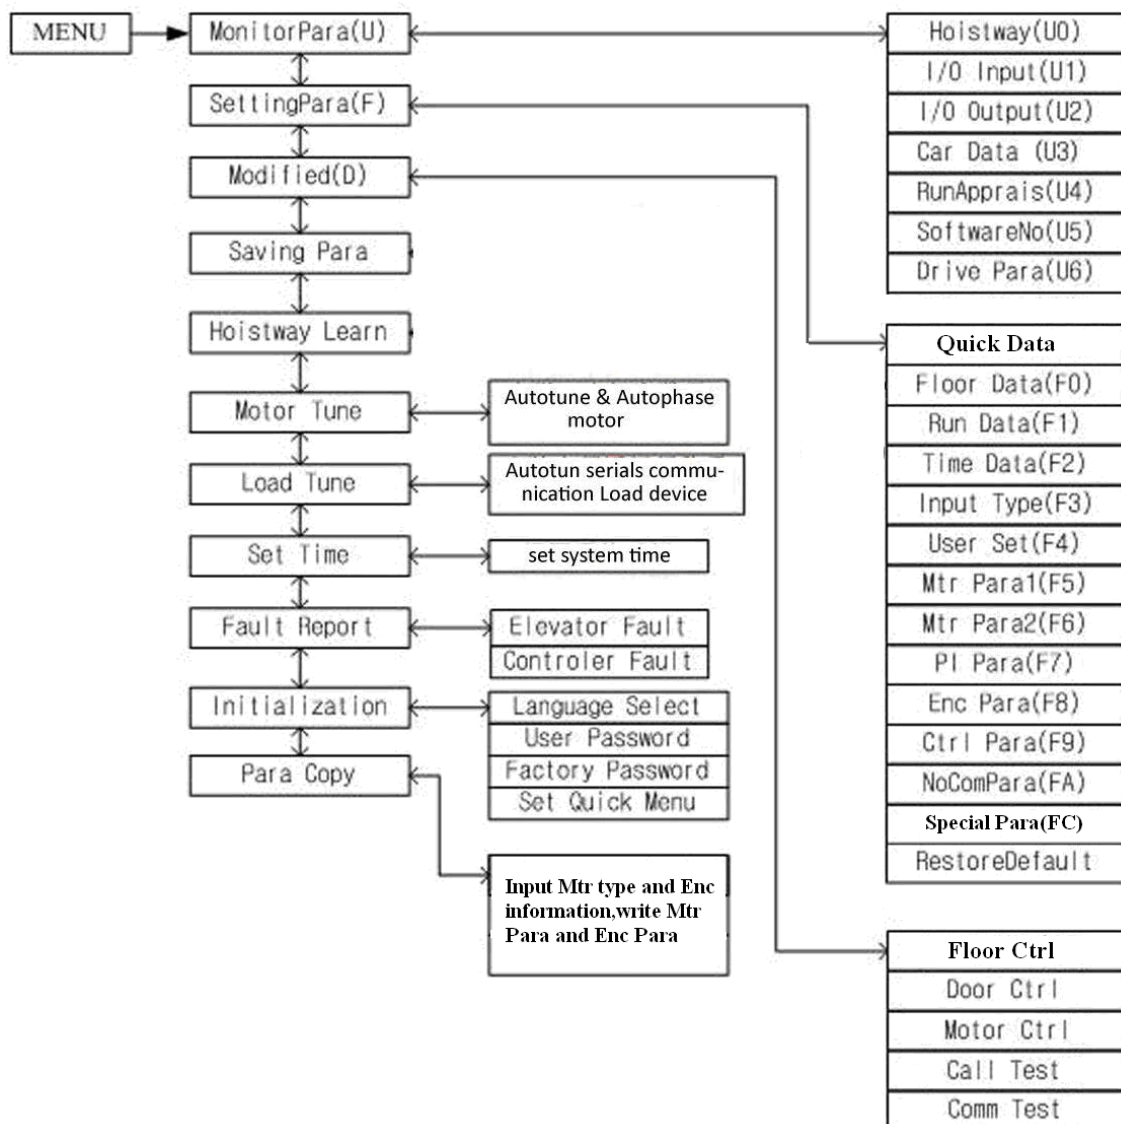 MENU
MonitorPara(U)
SettingPara(F)
Modified(D)
Saving Para
Hoistway Learn
Motor Tune
Load Tune
Set Time
Fault Report
Initialization
Para Copy
Autotune & Autophase
motor
Autotun serials commu-
nication Load device
set system time
Elevator Fault
Controler Fault
Language Select
User Password
Factory Password
Set Quick Menu
Input Mtr type and Enc
information,write Mtr
Para and Enc Para
Hoistway(U0)
I/O Input(U1)
I/O Output(U2)
Car Data (U3)
RunApprais(U4)
SoftwareNo(U5)
Drive Para(U6)
Quick Data
Floor Data(F0)
Run Data(F1)
Time Data(F2)
Input Type(F3)
User Set(F4)
Mtr Para1(F5)
Mtr Para2(F6)
PI Para(F7)
Enc Para(F8)
Ctrl Para(F9)
NoComPara(FA)
Special Para(FC)
RestoreDefault
Floor Ctrl
Door Ctrl
Motor Ctrl
Call Test
Comm Test